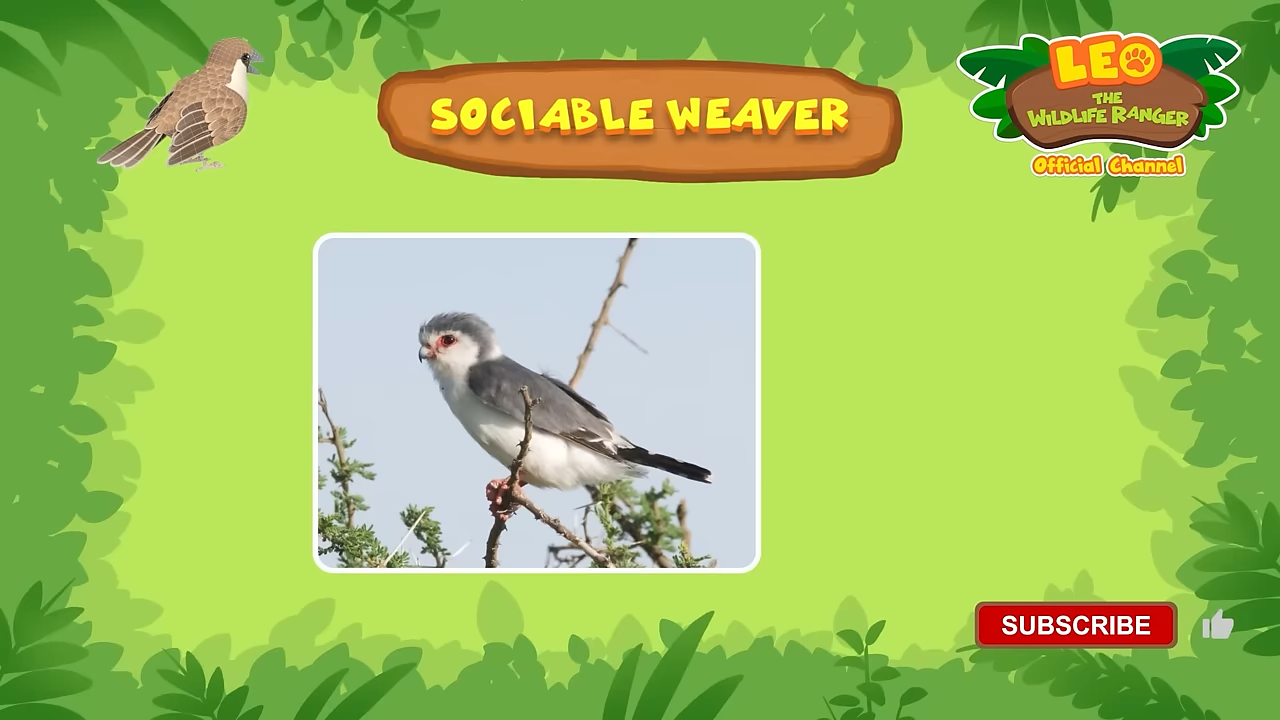 SOCIABLE WEAVER
LEO
THE
WILDLIFE RANGER
Official Channel
SUBSCRIBE